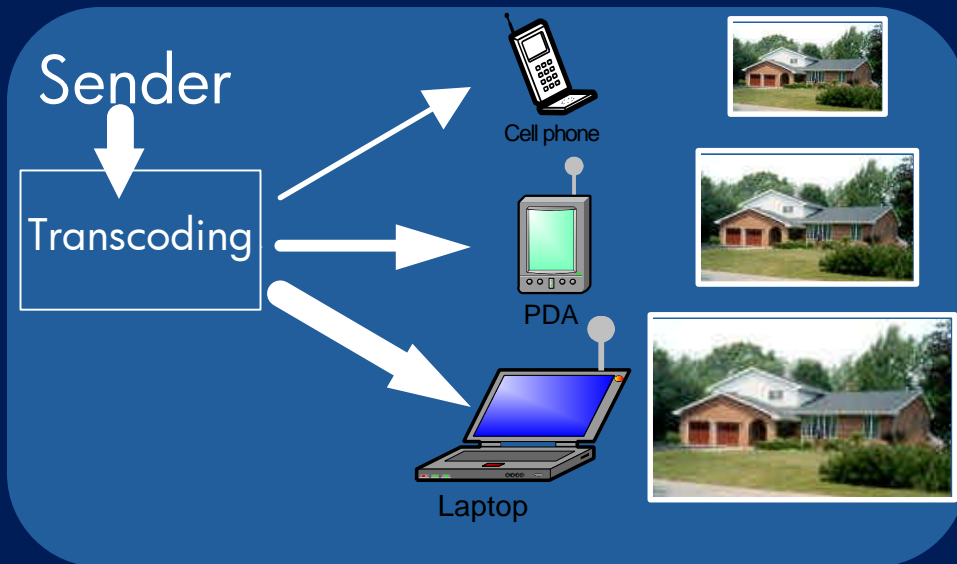 Sender
Transcoding
Cell phone
PDA
Laptop